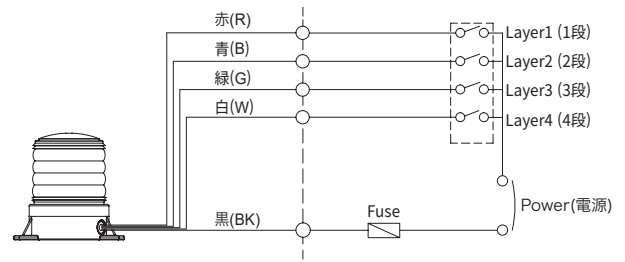 赤(R)
Layer1 (1段)
青(B)
Layer2 (2段)
緑(G)
Layer3 (3段)
白(W)
Layer4 (4段)
黒(BK)
Fuse
Power(電源)